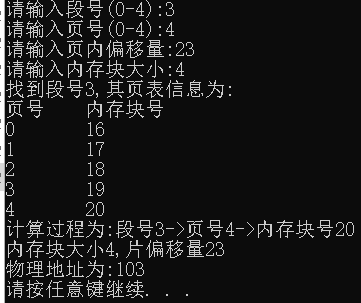 请输入段号(0-4):3
请输入页号(0-4):4
请输入页内偏移量:23
请输入内存块大小:4
找到段号3,其页表信息为:
页号 内存块号
0 16
1 17
2 18
3 19
4 20
计算过程为:段号3->页号4->内存块号20
内存块大小4,片偏移量23
物理地址为:103
请按任意键继续. . .